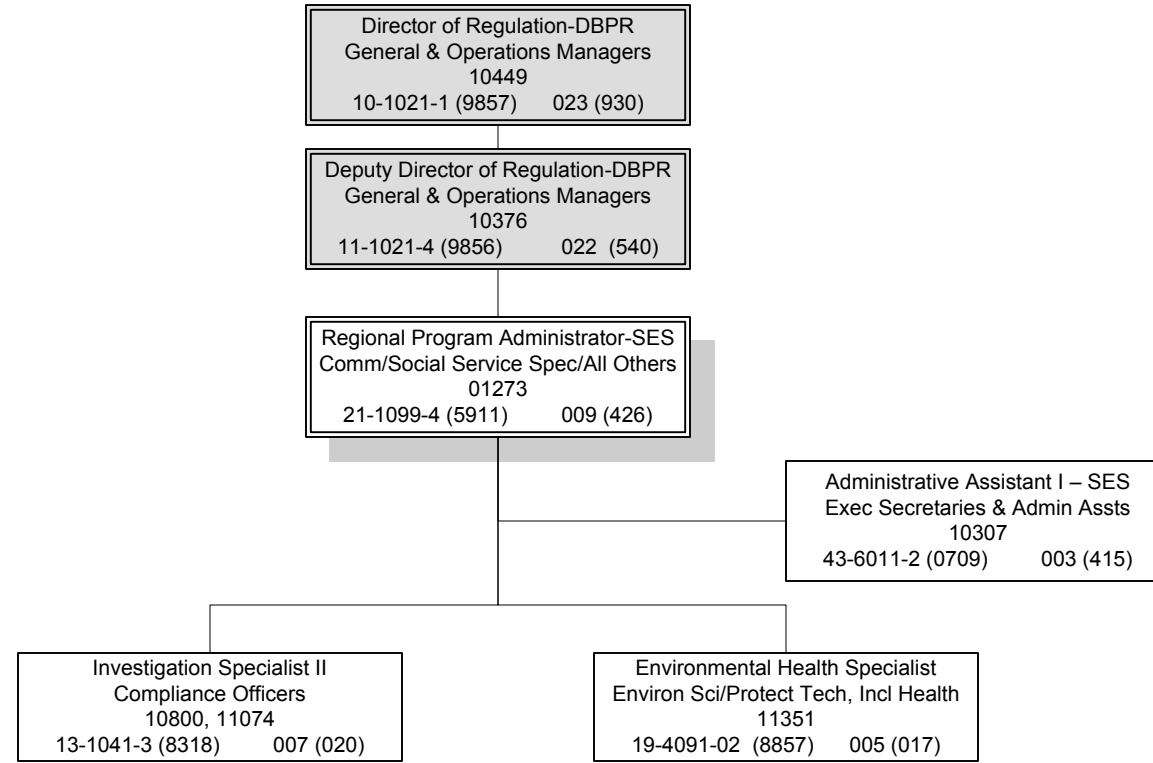 Director of Regulation-DBPR
General & Operations Managers
10449
10-1021-1 (9857) 023 (930)
Deputy Director of Regulation-DBPR
General & Operations Managers
10376
11-1021-4 (9856) 022 (540)
Regional Program Administrator-SES
Comm/Social Service Spec/All Others
01273
21-1099-4 (5911) 009 (426)
Administrative Assistant I – SES
Exec Secretaries & Admin Assts
10307
43-6011-2 (0709) 003 (415)
Investigation Specialist II
Compliance Officers
10800, 11074
13-1041-3 (8318) 007 (020)
Environmental Health Specialist
Environ Sci/Protect Tech, Incl Health
11351
19-4091-02 (8857) 005 (017)